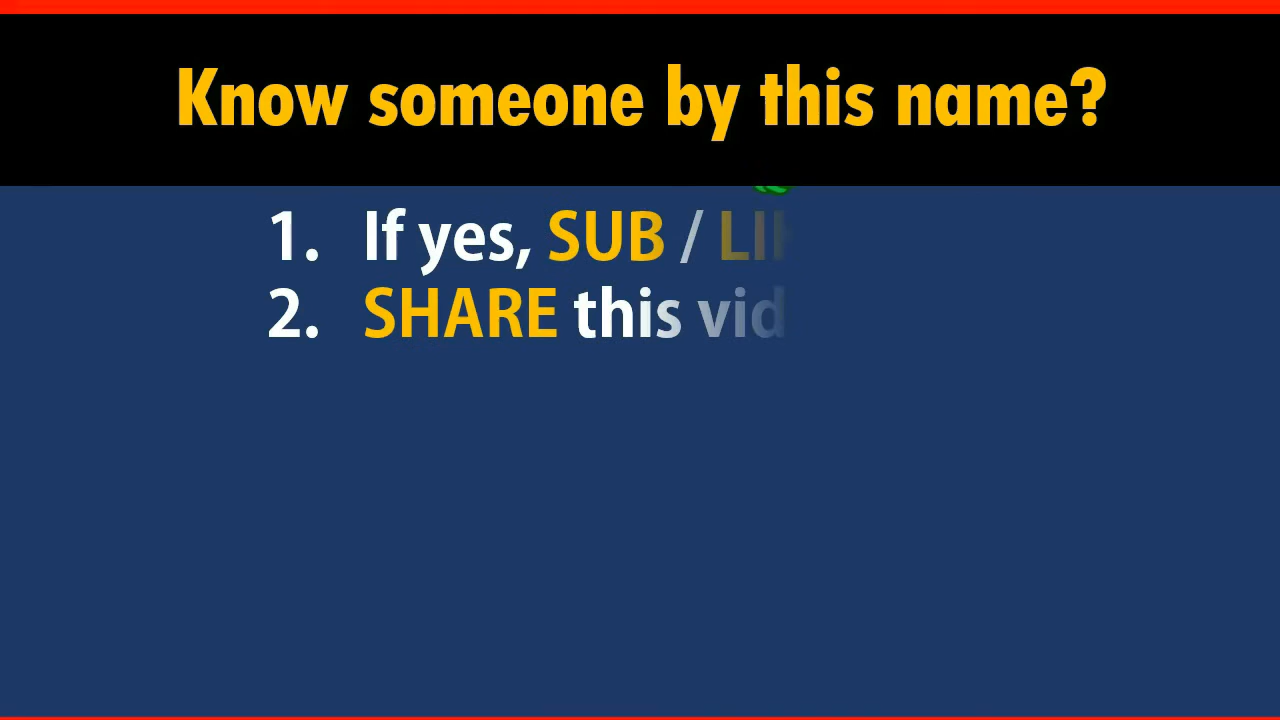 Know someone by this name?
1. If yes, SUB /
2. SHARE this